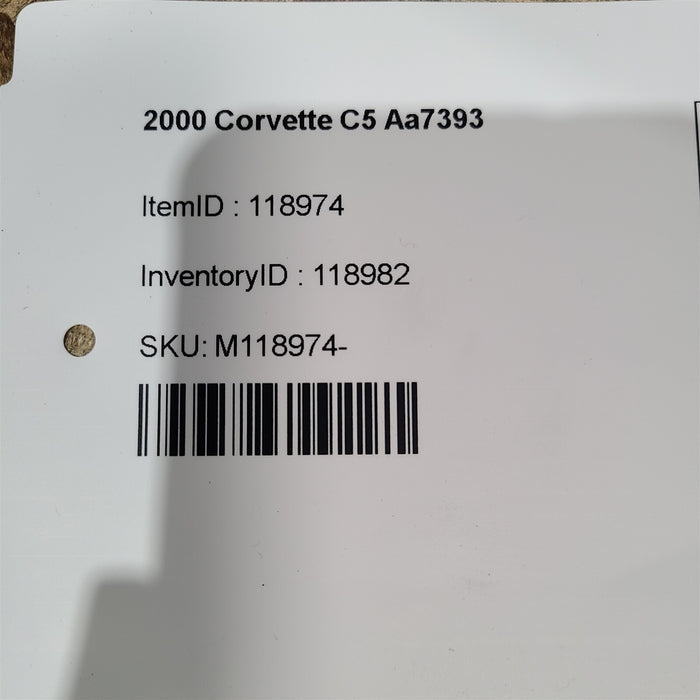 2000 Corvette C5 Aa7393
ItemID : 118974
InventoryID : 118982
SKU: M118974-